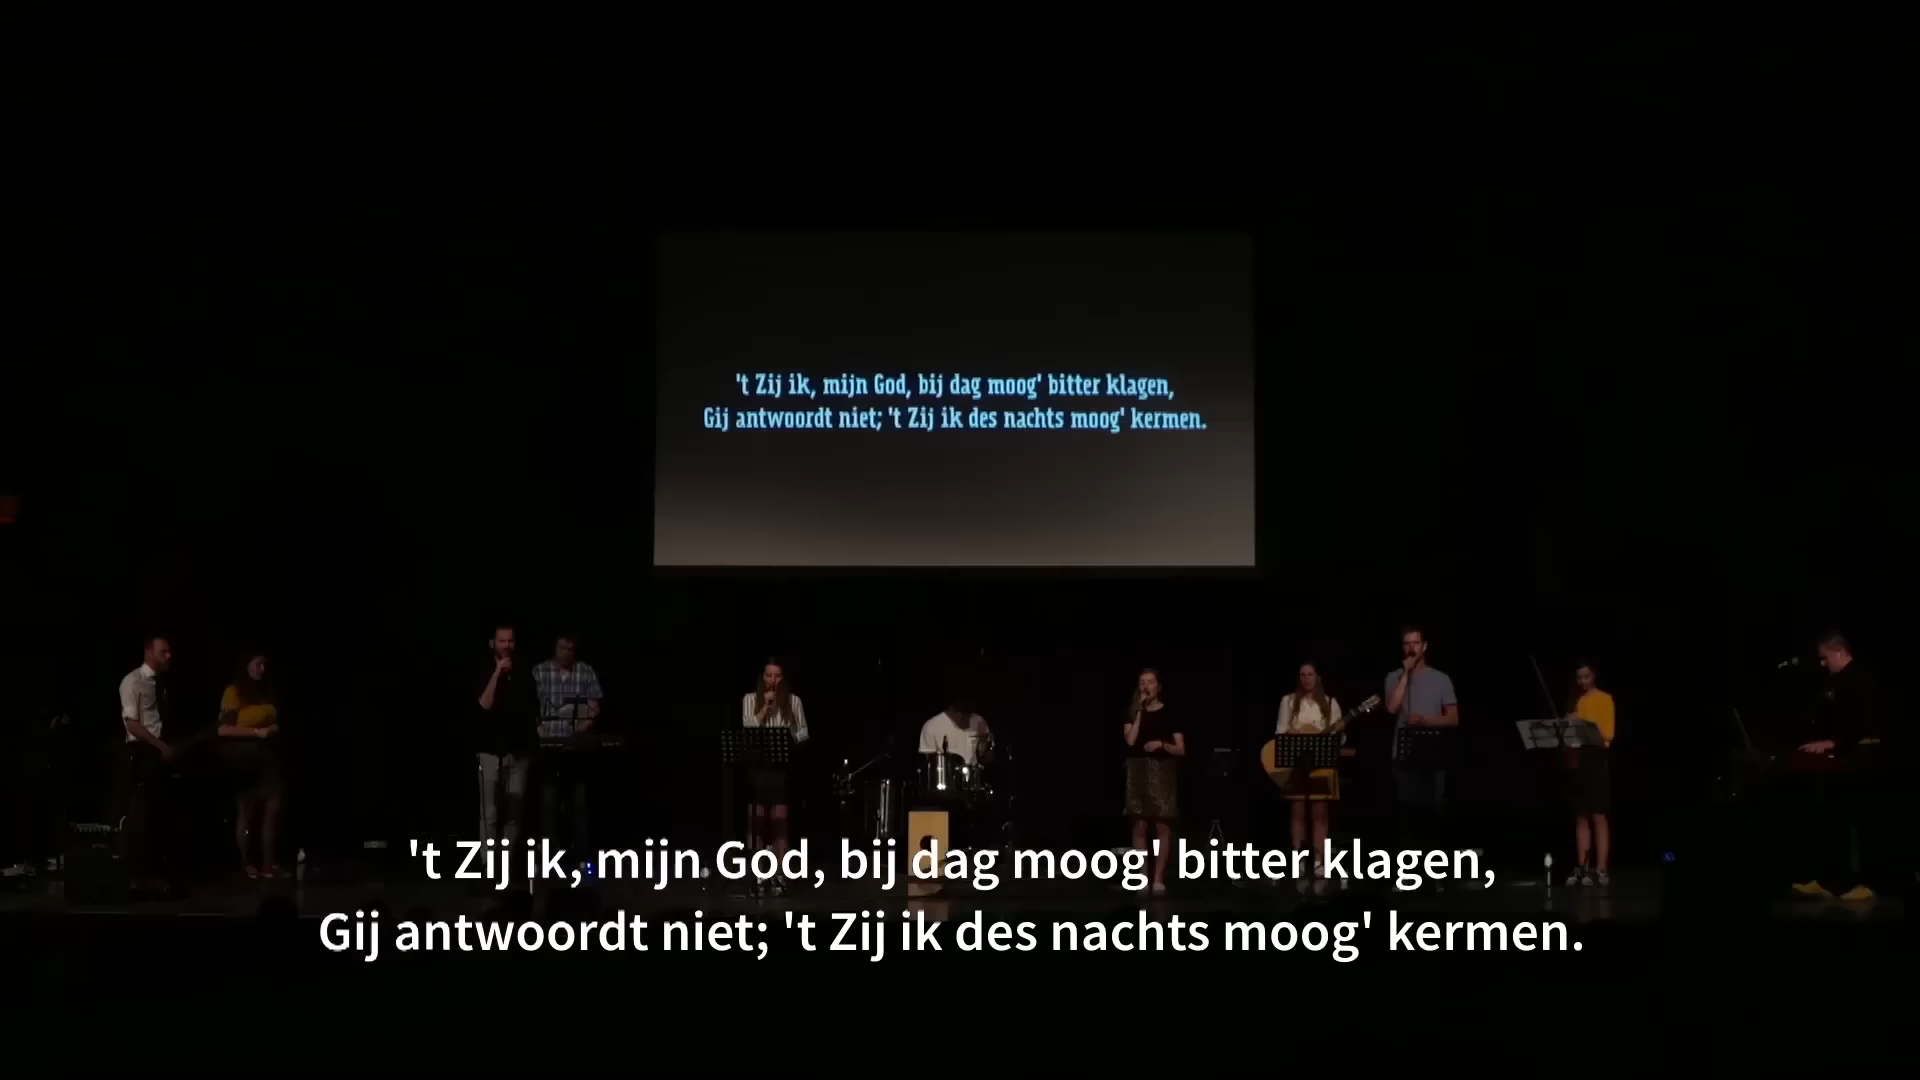 't Zij ik, mijn God, bij dag moog' bitter klagen,
Gij antwoordt niet; 't Zij ik des nachts moog' kermen.
't Zij ik, mijn God, bij dag moog' bitter klagen,
Gij antwoordt niet; 't Zij ik des nachts moog' kermen.